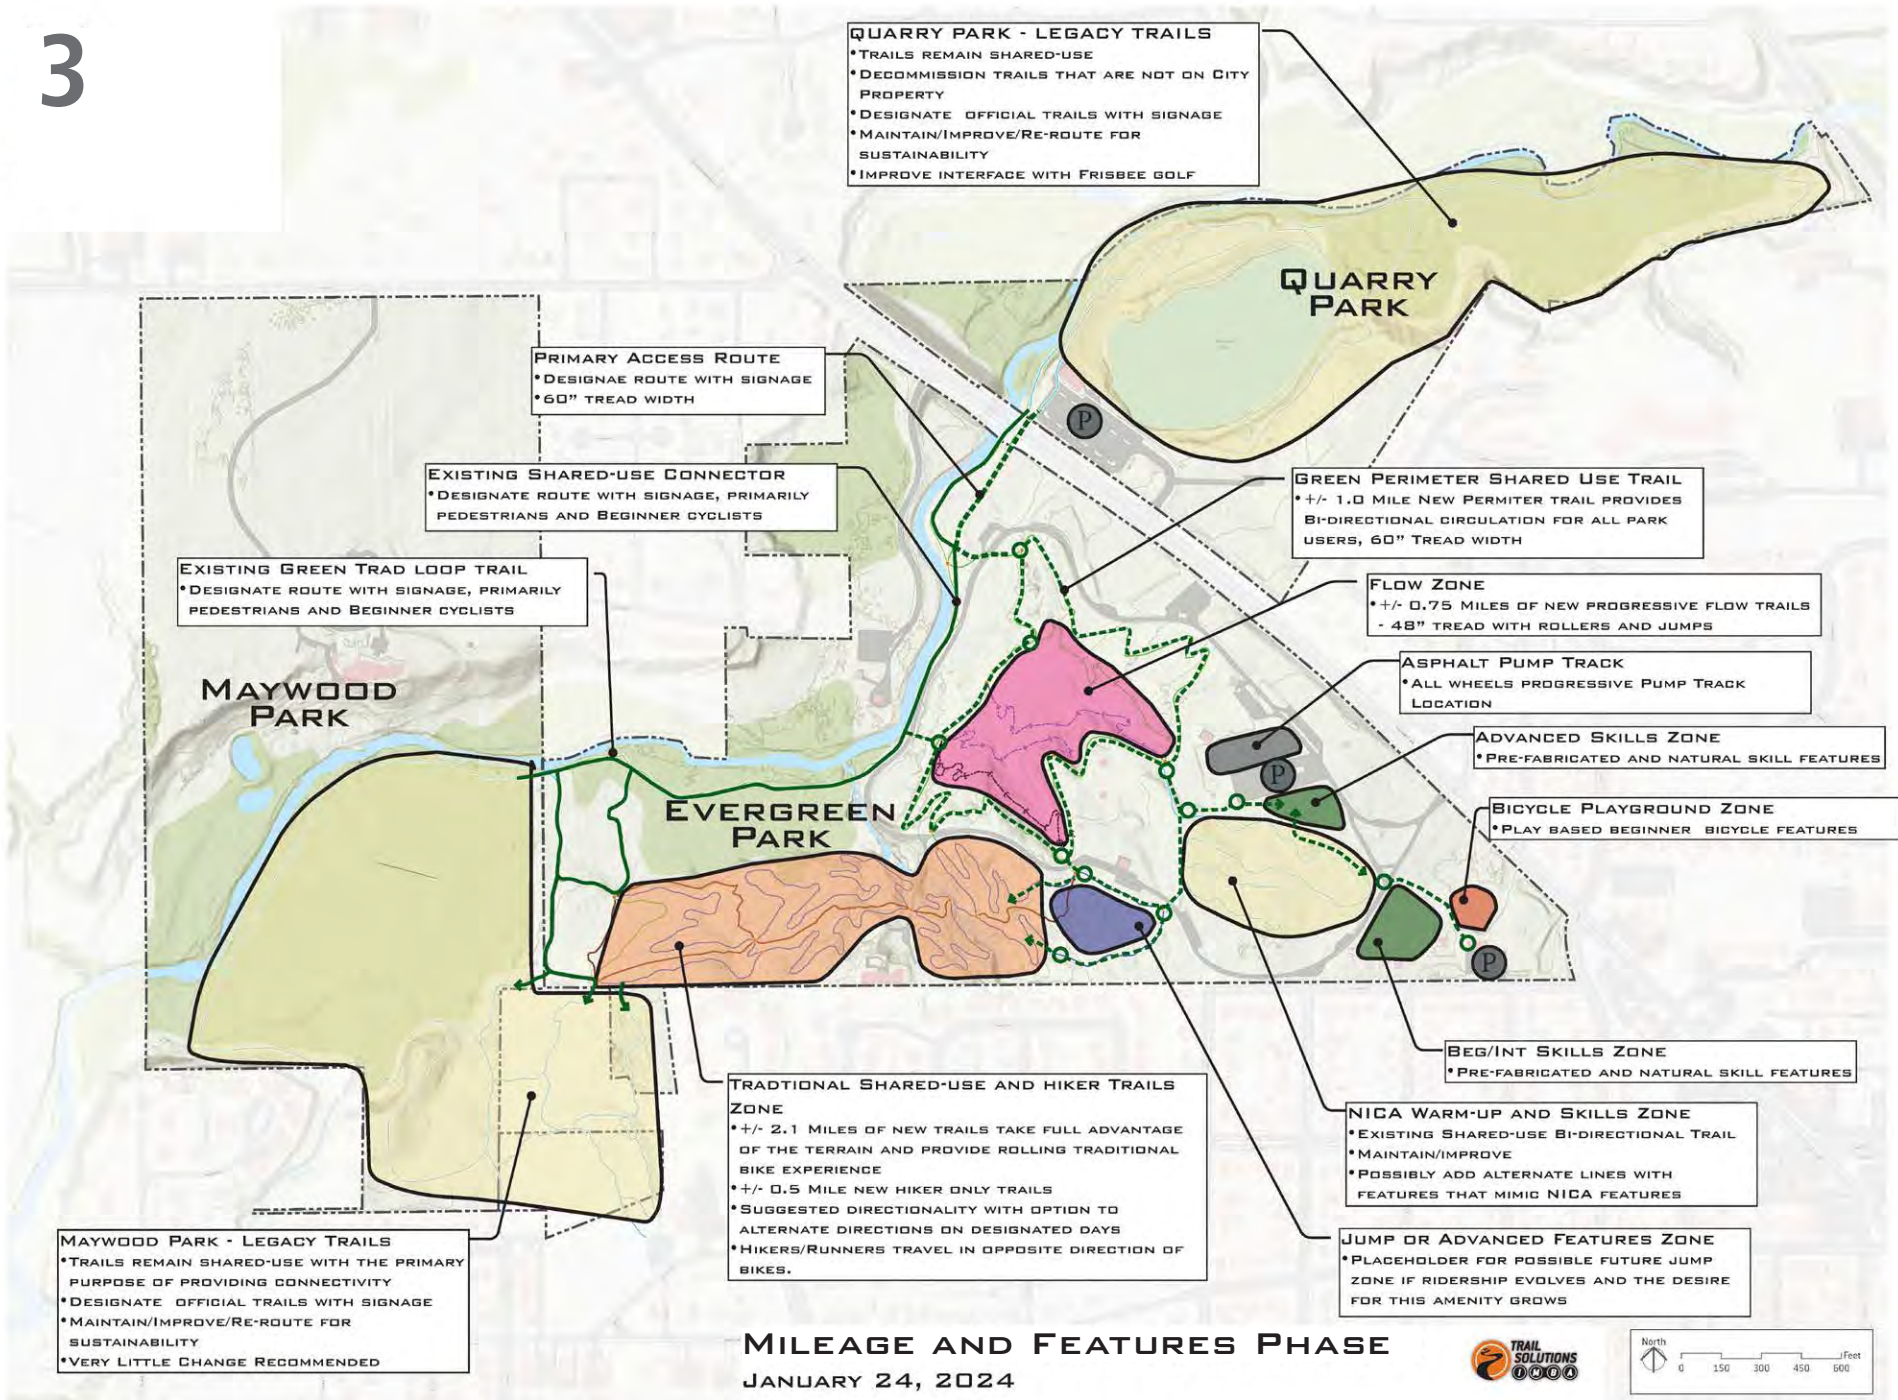 3
QUARRY PARK - LEGACY TRAILS
•TRAILS REMAIN SHARED-USE
•DECOMMISSION TRAILS THAT ARE NOT ON CITY
PROPERTY
•DESIGNATE OFFICIAL TRAILS WITH SIGNAGE
•MAINTAIN/IMPROVE/RE-ROUTE FOR
SUSTAINABILITY
•IMPROVE INTERFACE WITH FRISBEE GOLF
QUARRY
PARK
PRIMARY ACCESS ROUTE
•DESIGNAE ROUTE WITH SIGNAGE
•60" TREAD WIDTH
P
EXISTING SHARED-USE CONNECTOR
•DESIGNATE ROUTE WITH SIGNAGE, PRIMARILY
PEDESTRIANS AND BEGINNER CYCLISTS
GREEN PERIMETER SHARED USE TRAIL
•+/- 1.0 MILE NEW PERMITER TRAIL PROVIDES
BI-DIRECTIONAL CIRCULATION FOR ALL PARK
USERS, 60" TREAD WIDTH
EXISTING GREEN TRAD LOOP TRAIL
•DESIGNATE ROUTE WITH SIGNAGE, PRIMARILY
PEDESTRIANS AND BEGINNER CYCLISTS
FLOW ZONE
•+/- 0.75 MILES OF NEW PROGRESSIVE FLOW TRAILS
- 48" TREAD WITH ROLLERS AND JUMPS
ASPHALT PUMP TRACK
•ALL WHEELS PROGRESSIVE PUMP TRACK
LOCATION
MAYWOOD
PARK
ADVANCED SKILLS ZONE
•PRE-FABRICATED AND NATURAL SKILL FEATURES
P
BICYCLE PLAYGROUND ZONE
•PLAY BASED BEGINNER BICYCLE FEATURES
EVERGREEN
PARK
P
BEG/INT SKILLS ZONE
•PRE-FABRICATED AND NATURAL SKILL FEATURES
TRADTIONAL SHARED-USE AND HIKER TRAILS
ZONE
•+/- 2.1 MILES OF NEW TRAILS TAKE FULL ADVANTAGE
OF THE TERRAIN AND PROVIDE ROLLING TRADITIONAL
BIKE EXPERIENCE
•+/- 0.5 MILE NEW HIKER ONLY TRAILS
•SUGGESTED DIRECTIONALITY WITH OPTION TO
ALTERNATE DIRECTIONS ON DESIGNATED DAYS
•HIKERS/RUNNERS TRAVEL IN OPPOSITE DIRECTION OF
BIKES.
NICA WARM-UP AND SKILLS ZONE
•EXISTING SHARED-USE BI-DIRECTIONAL TRAIL
•MAINTAIN/IMPROVE
•POSSIBLY ADD ALTERNATE LINES WITH
FEATURES THAT MIMIC NICA FEATURES
MAYWOOD PARK - LEGACY TRAILS
•TRAILS REMAIN SHARED-USE WITH THE PRIMARY
PURPOSE OF PROVIDING CONNECTIVITY
•DESIGNATE OFFICIAL TRAILS WITH SIGNAGE
•MAINTAIN/IMPROVE/RE-ROUTE FOR
SUSTAINABILITY
•VERY LITTLE CHANGE RECOMMENDED
JUMP OR ADVANCED FEATURES ZONE
•PLACEHOLDER FOR POSSIBLE FUTURE JUMP
ZONE IF RIDERSHIP EVOLVES AND THE DESIRE
FOR THIS AMENITY GROWS
MILEAGE AND FEATURES PHASE
JANUARY 24, 2024
TRAIL
SOLUTIONS
IMBA
North
Feet
0 150 300 450 600